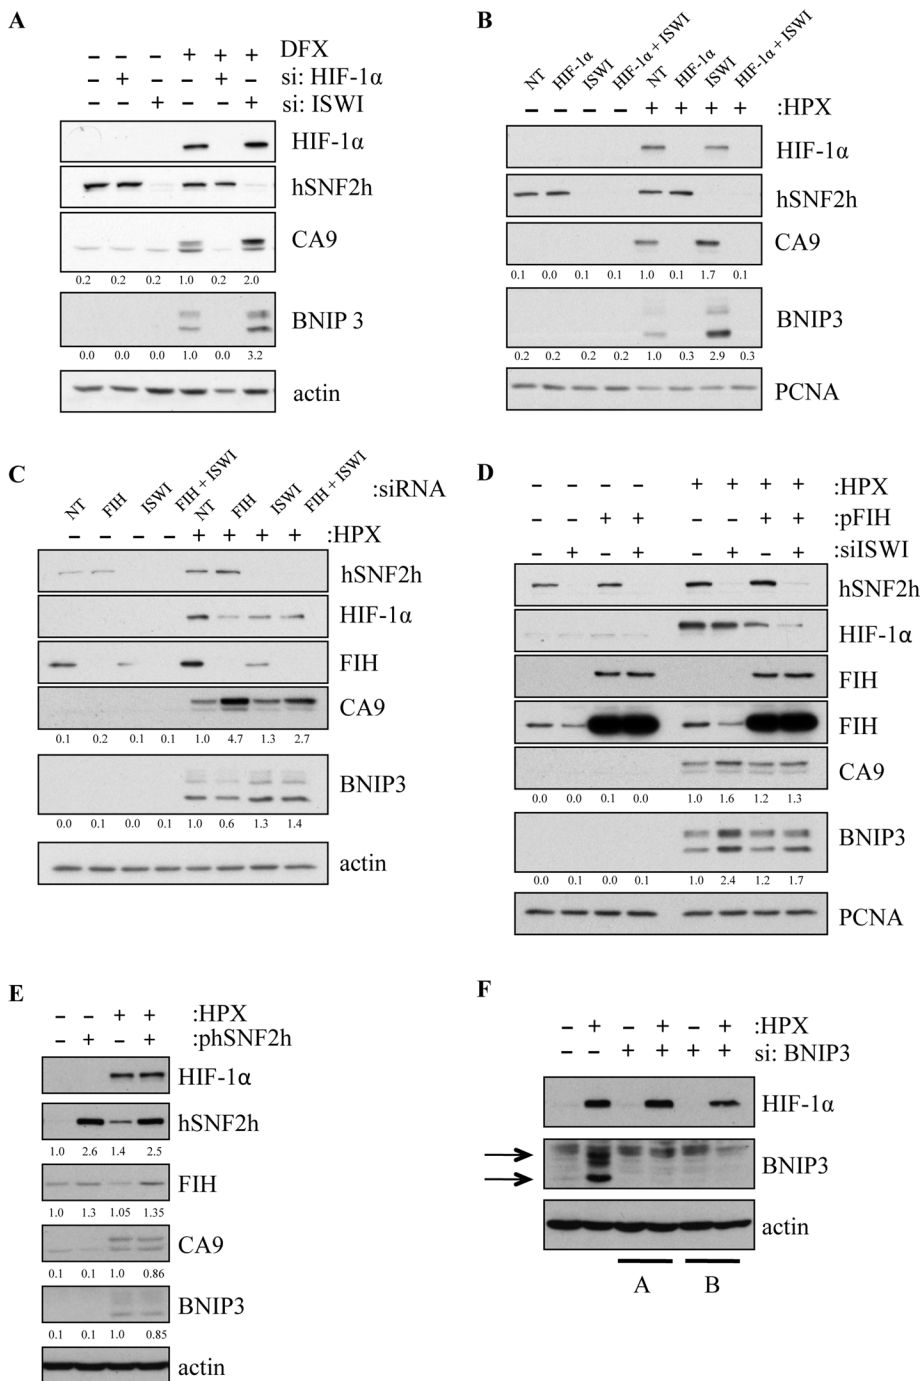 A
– – – + + + DFX
– + – – + – si: HIF-1α
– – + – – + si: ISWI
HIF-1α
hSNF2h
CA9
0.2 0.2 0.2 1.0 0.2 2.0
BNIP 3
0.0 0.0 0.0 1.0 0.0 3.2
actin
B
NT HIF-1α ISWI HIF-1α + ISWI NT HIF-1α ISWI HIF-1α + ISWI
– – – – + + + + :HPX
HIF-1α
hSNF2h
CA9
0.1 0.0 0.1 0.1 1.0 0.1 1.7 0.1
BNIP3
0.2 0.2 0.2 0.2 1.0 0.3 2.9 0.3
PCNA
C
NT FIH ISWI FIH + ISWI NT FIH ISWI FIH + ISWI :siRNA
– – – – + + + + :HPX
hSNF2h
HIF-1α
FIH
CA9
0.1 0.2 0.1 0.1 1.0 4.7 1.3 2.7
BNIP3
0.0 0.1 0.0 0.1 1.0 0.6 1.3 1.4
actin
D
– – – – + + + + :HPX
– – + + – – + + :pFIH
– + – + – + – + :siISWI
hSNF2h
HIF-1α
FIH
FIH
CA9
0.0 0.0 0.1 0.0 1.0 1.6 1.2 1.3
BNIP3
0.0 0.1 0.0 0.1 1.0 2.4 1.2 1.7
PCNA
E
– – + + :HPX
– + – + :phSNF2h
HIF-1α
hSNF2h
1.0 2.6 1.4 2.5
FIH
1.0 1.3 1.05 1.35
CA9
0.1 0.1 1.0 0.86
BNIP3
0.1 0.1 1.0 0.85
actin
F
– + – + – + :HPX
– – + + + + si: BNIP3
HIF-1α
BNIP3
actin
A B